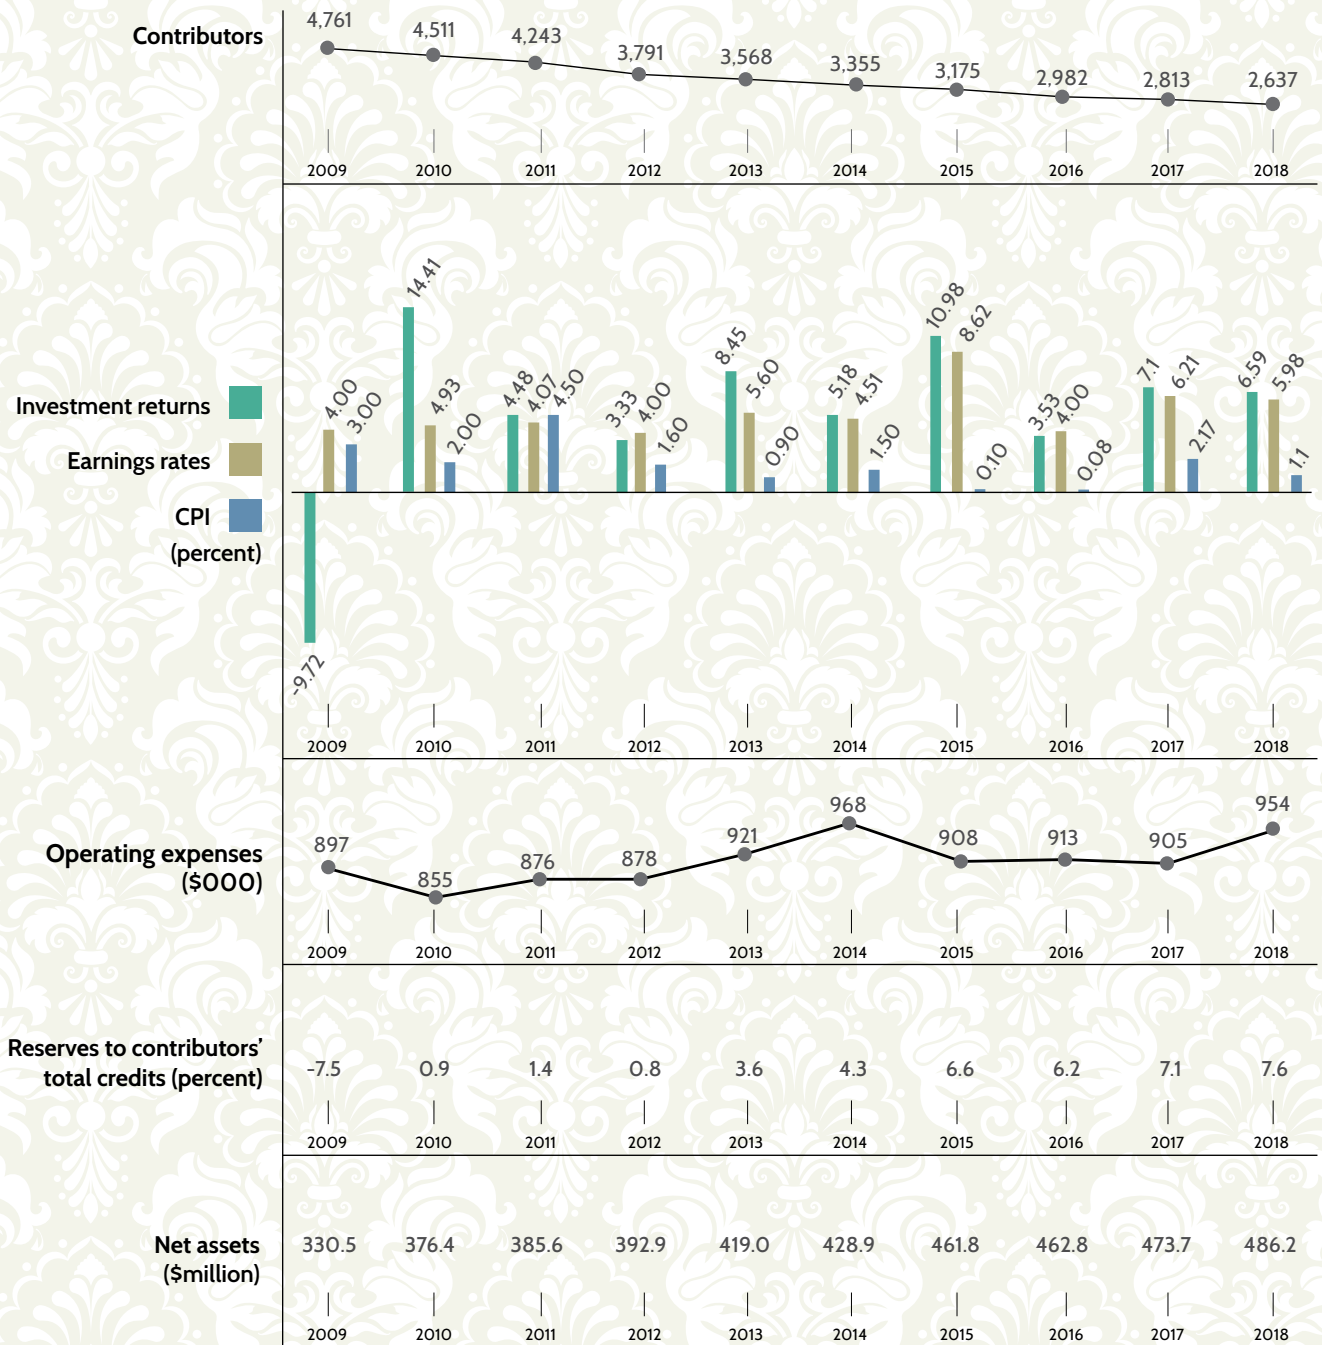 Contributors
4,761 4,511 4,243 3,791 3,568 3,355 3,175 2,982 2,813 2,637
2009 2010 2011 2012 2013 2014 2015 2016 2017 2018
Investment returns
Earnings rates
CPI
(percent)
-9.72 4.00 3.00
14.41 4.93 2.00
4.48 4.07 4.50
3.33 4.00 1.60
8.45 5.60 0.90
5.18 4.51 1.50
10.98 8.62 0.10
3.53 4.00 0.08
7.1 6.21 2.17
6.59 5.98 1.1
2009 2010 2011 2012 2013 2014 2015 2016 2017 2018
Operating expenses
($000)
897 855 876 878 921 968 908 913 905 954
2009 2010 2011 2012 2013 2014 2015 2016 2017 2018
Reserves to contributors’
total credits (percent)
-7.5 0.9 1.4 0.8 3.6 4.3 6.6 6.2 7.1 7.6
2009 2010 2011 2012 2013 2014 2015 2016 2017 2018
Net assets
($million)
330.5 376.4 385.6 392.9 419.0 428.9 461.8 462.8 473.7 486.2
2009 2010 2011 2012 2013 2014 2015 2016 2017 2018